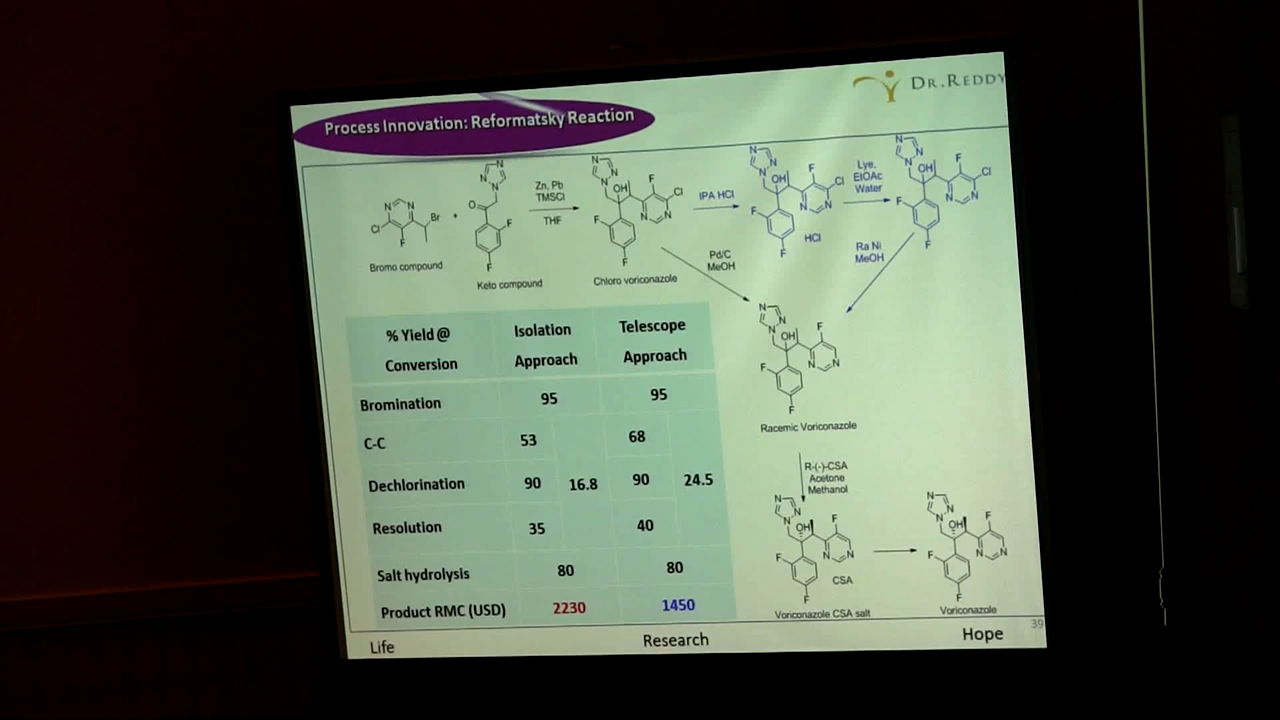 DR.REDDY
Process Innovation: Reformatsky Reaction
Zn, Pb
TMSCl
THF
IPA HCl
Lye,
EtOAc
Water
Bromo compound
+
Keto compound
Chloro voriconazole
HCl
Pd/C
MeOH
Ra Ni
MeOH
Racemic Voriconazole
R-(-)-CSA
Acetone
Methanol
CSA
Voriconazole CSA salt
Voriconazole
% Yield @ Conversion
Isolation Approach
Telescope Approach
Bromination 95 95
C-C 53 68
Dechlorination 90 16.8 90 24.5
Resolution 35 40
Salt hydrolysis 80 80
Product RMC (USD) 2230 1450
Life Research Hope
39